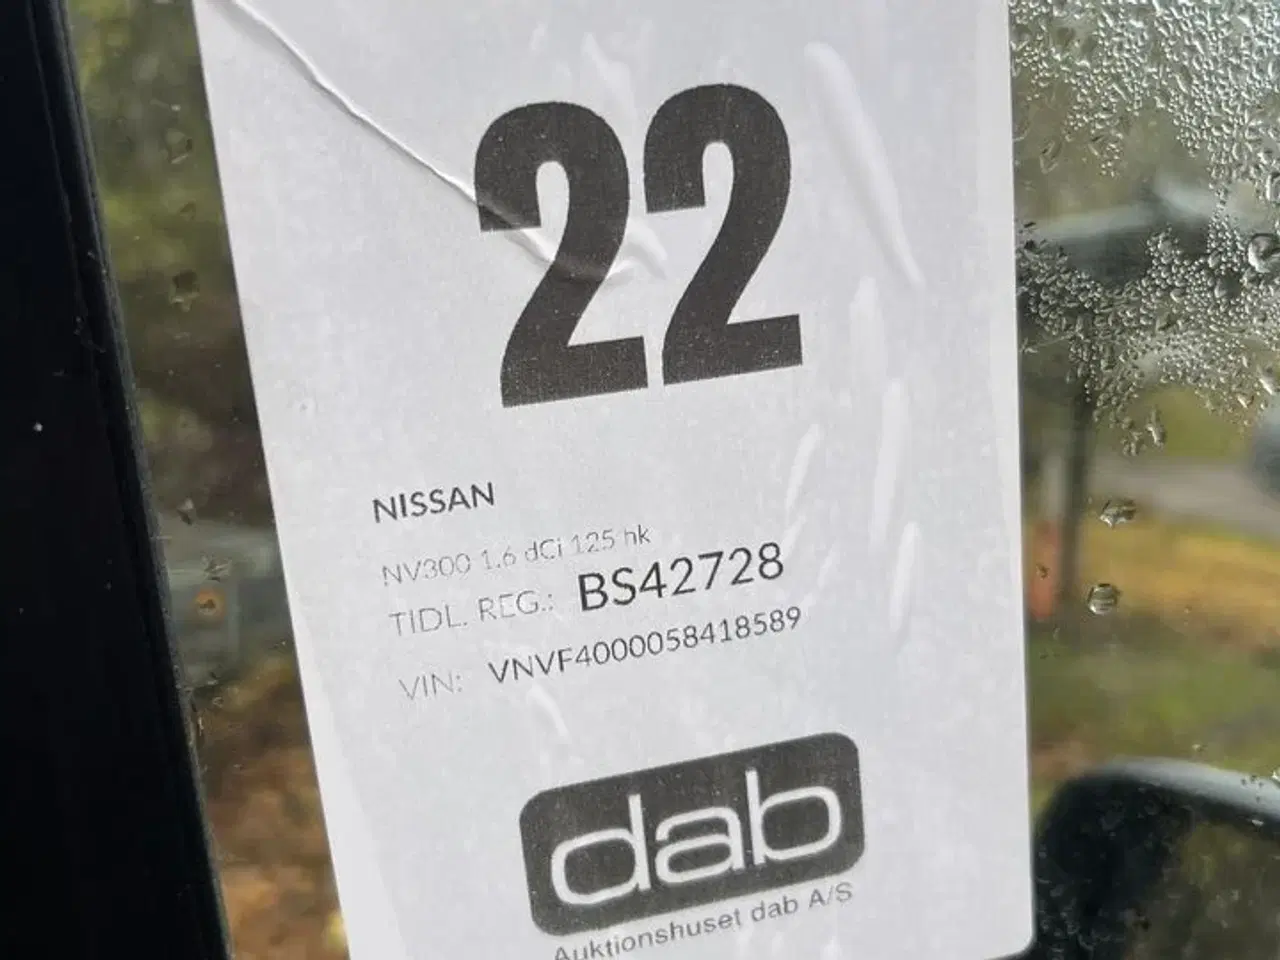 22
NISSAN
NV300 1.6 dCi 125 hk
TIDL. REG.: BS42728
VIN: VNVF4000058418589
dab
Auktionshuset dab A/S